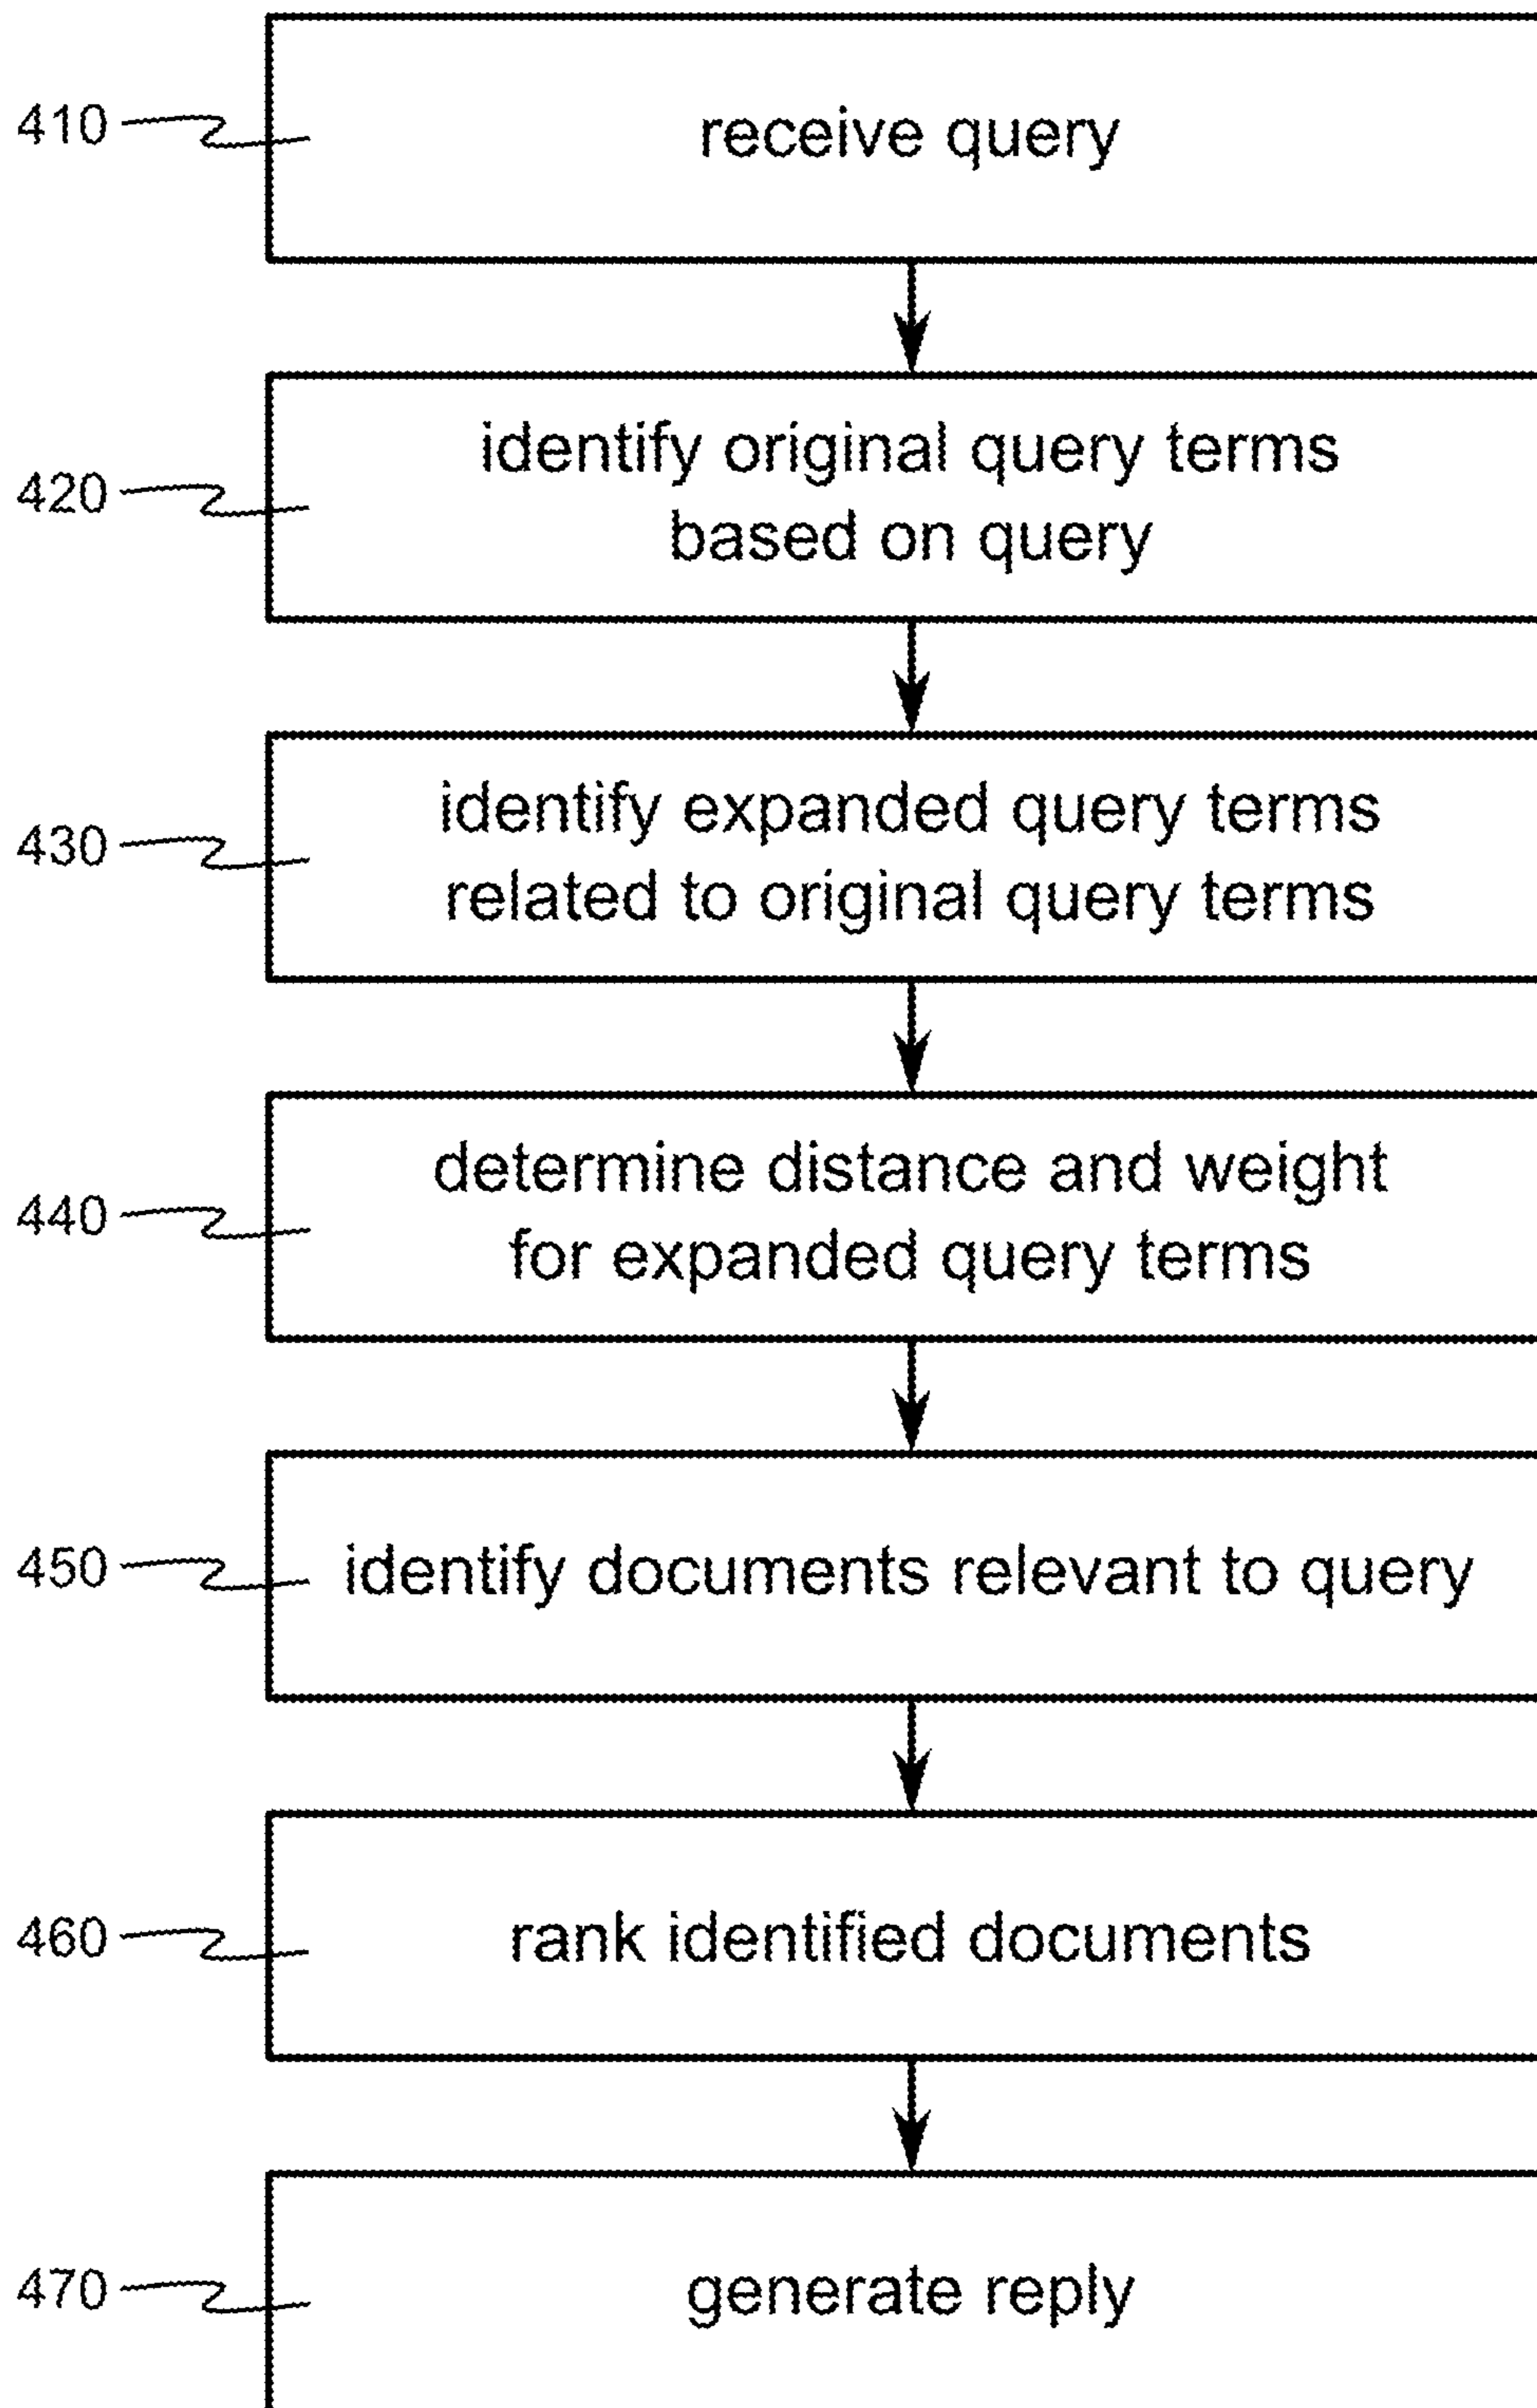 410
receive query
420
identify original query terms
based on query
430
identify expanded query terms
related to original query terms
440
determine distance and weight
for expanded query terms
450
identify documents relevant to query
460
rank identified documents
470
generate reply